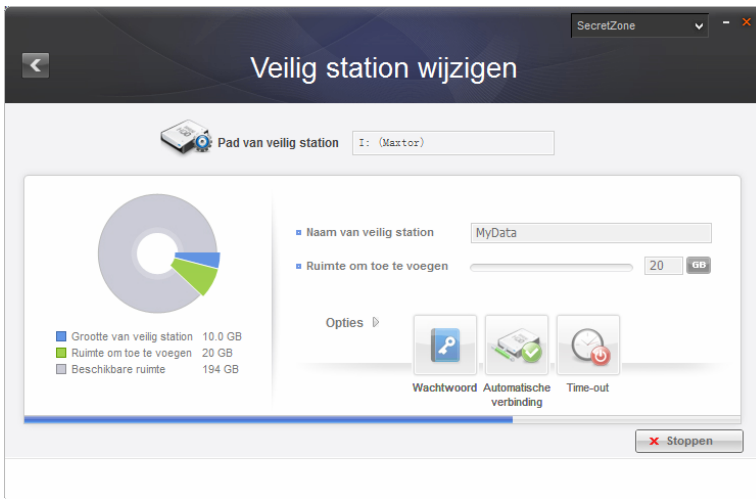 SecretZone
Veilig station wijzigen
Pad van veilig station
I: (Maxtor)
Naam van veilig station
MyData
Ruimte om toe te voegen
20
GB
Opties
Grootte van veilig station 10.0 GB
Ruimte om toe te voegen 20 GB
Beschikbare ruimte 194 GB
Wachtwoord
Automatische
verbinding
Time-out
Stoppen